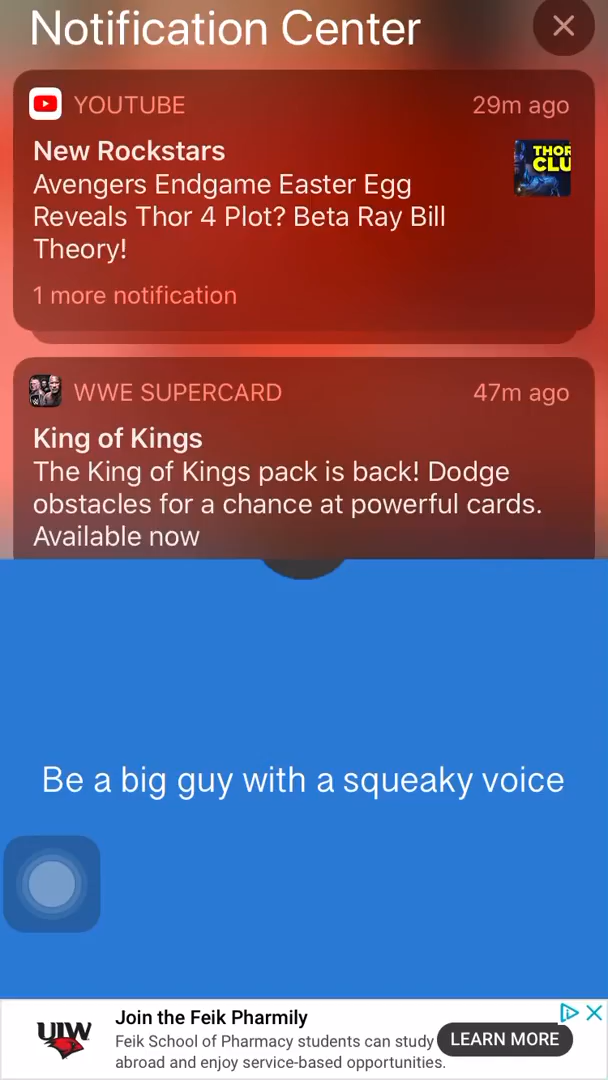 Notification Center
YOUTUBE
29m ago
New Rockstars
Avengers Endgame Easter Egg
Reveals Thor 4 Plot? Beta Ray Bill
Theory!
THOR
CLU
1 more notification
WWE SUPERCARD
47m ago
King of Kings
The King of Kings pack is back! Dodge
obstacles for a chance at powerful cards.
Available now
Be a big guy with a squeaky voice
UIW
Join the Feik Pharmily
Feik School of Pharmacy students can study
abroad and enjoy service-based opportunities.
LEARN MORE